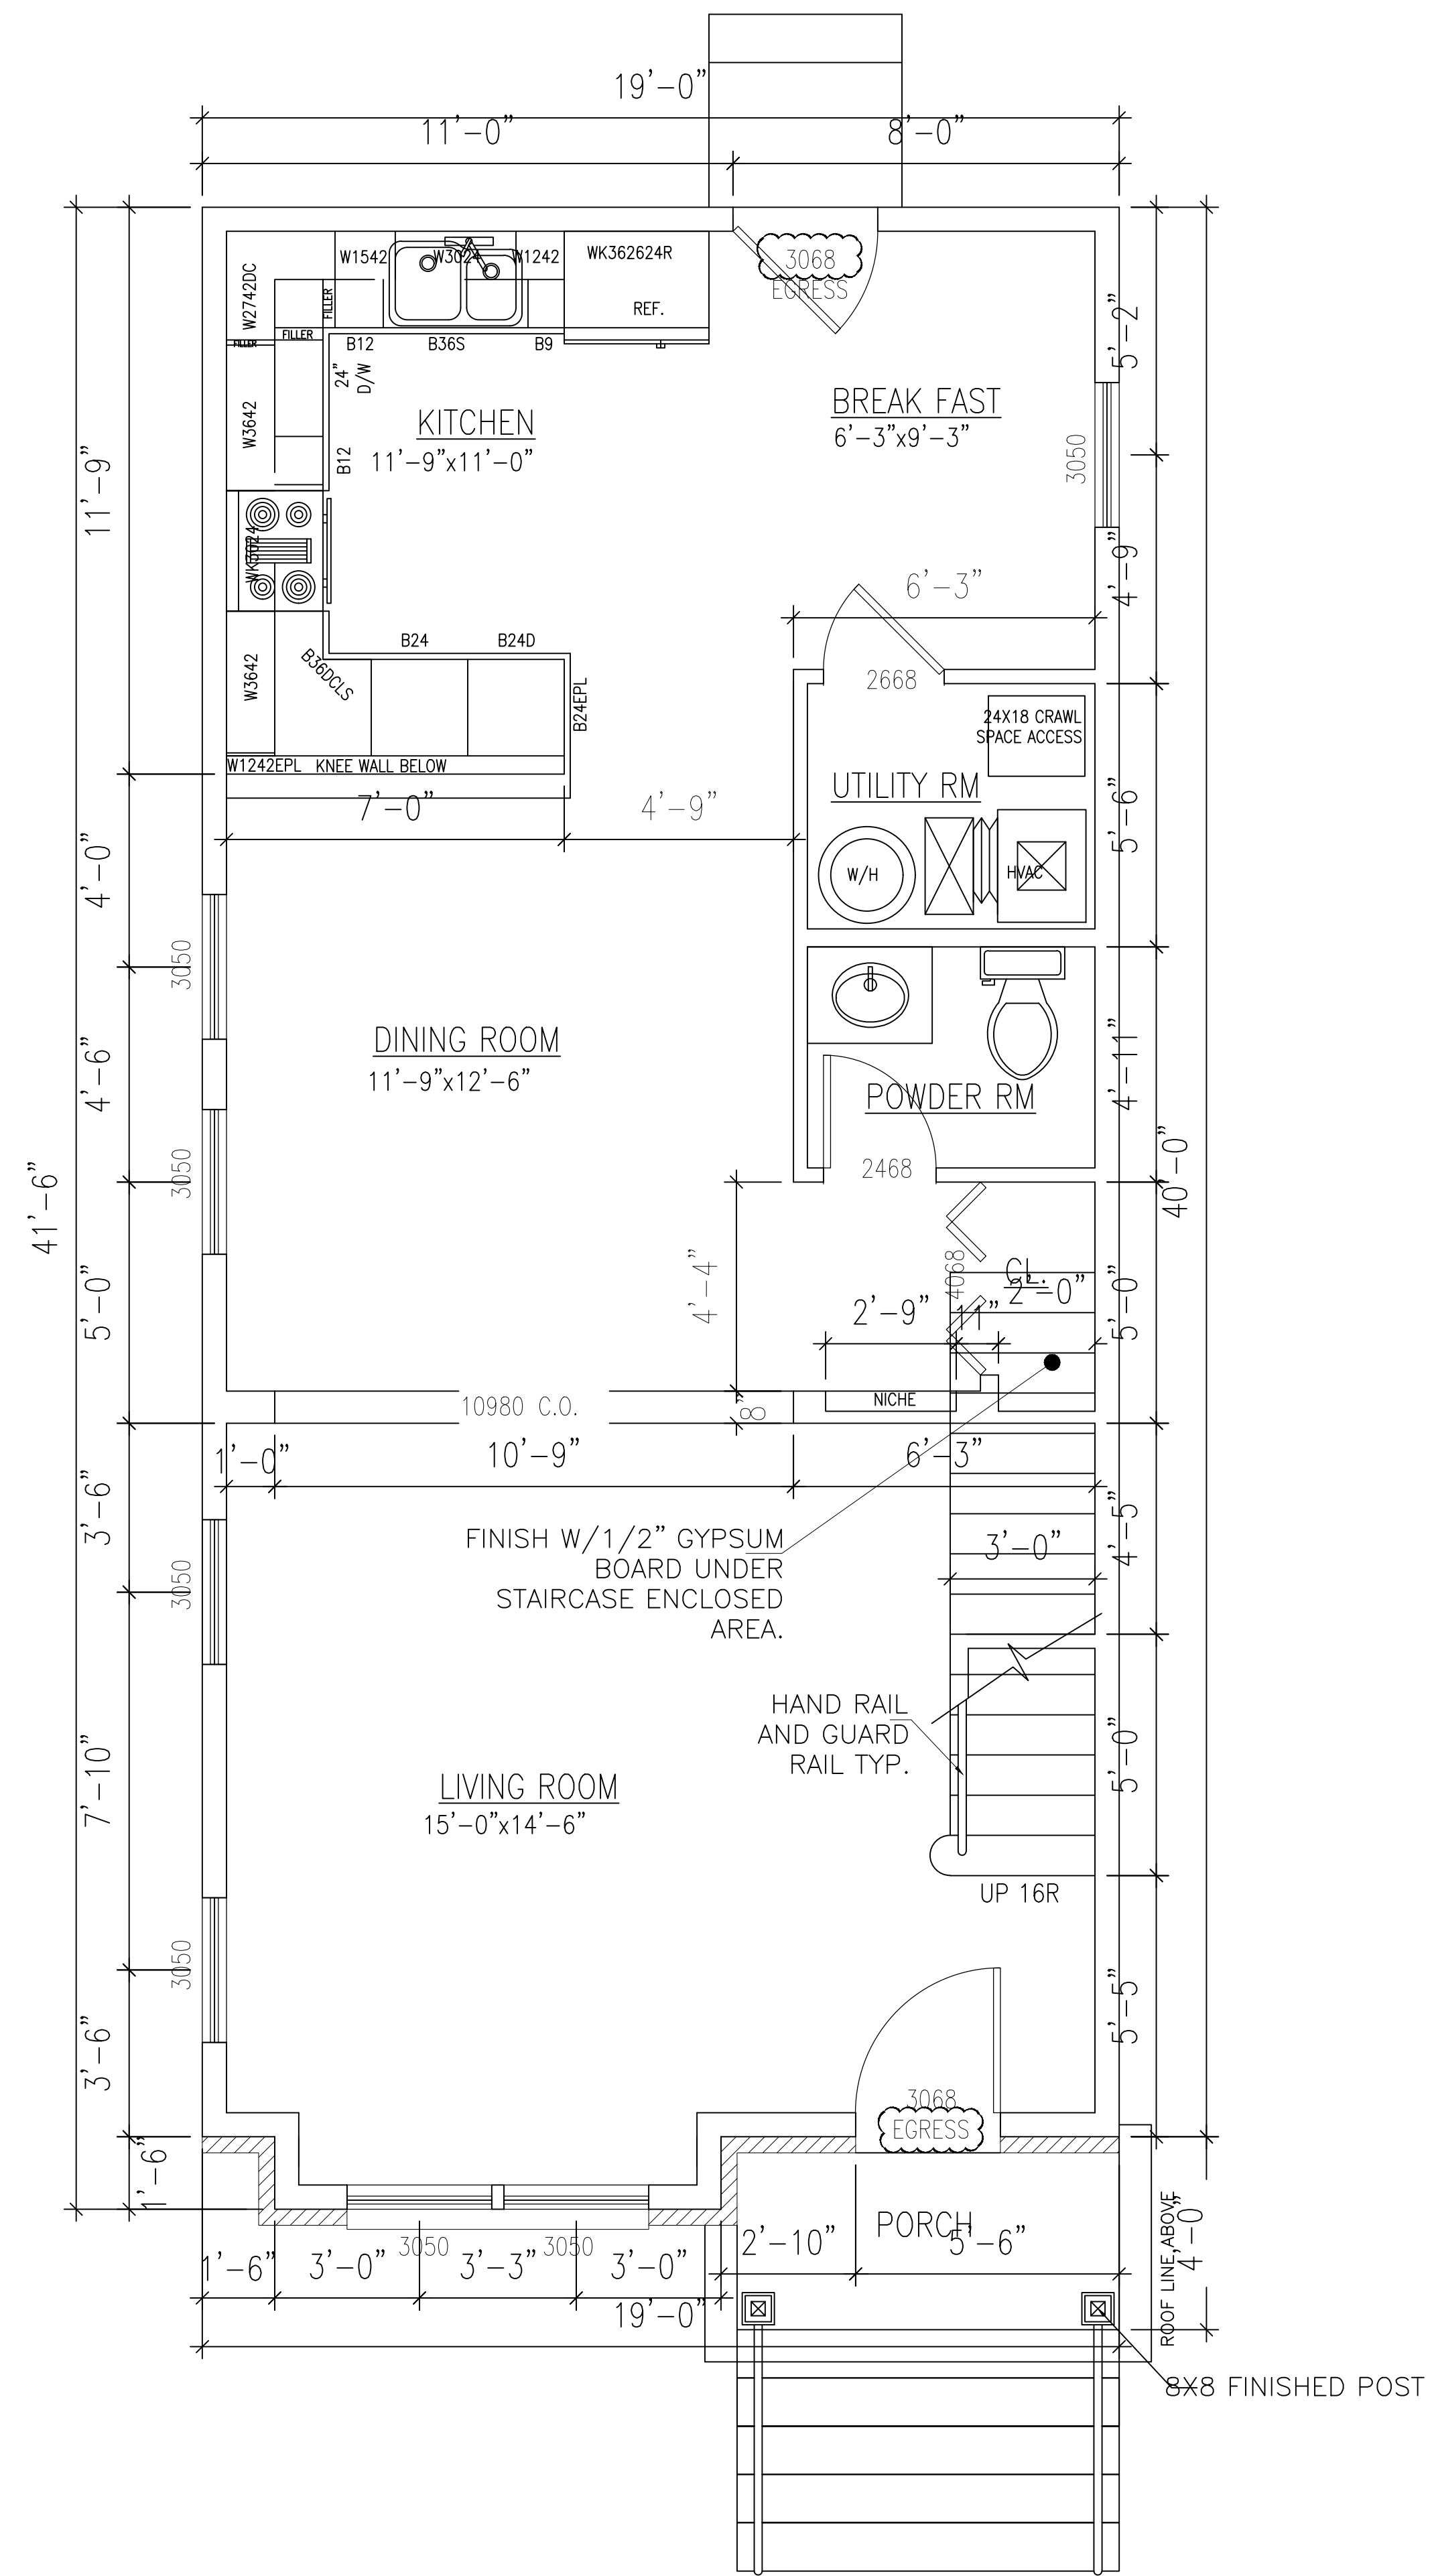 19'-0"
11'-0"
8'-0"
W1542
W3024
W1242
WK362624R
REF.
3068
EGRESS
W2742DC
FILLER
FILLER
FILLER
B12
B36S
B9
24"
D/W
5'-2"
KITCHEN
11'-9"x11'-0"
BREAK FAST
6'-3"x9'-3"
W3642
B12
3050
11'-9"
WK3024
4'-9"
6'-3"
B24
B24D
W3642
B36DCLS
B24EPL
2668
24X18 CRAWL
SPACE ACCESS
W1242EPL
KNEE WALL BELOW
UTILITY RM
7'-0"
4'-9"
5'-6"
4'-0"
W/H
HVAC
3050
DINING ROOM
11'-9"x12'-6"
4'-6"
POWDER RM
4'-11"
2468
3050
41'-6"
40'-0"
4068
CL.
4'-4"
2'-9"
11"
2'-0"
5'-0"
5'-0"
NICHE
10980 C.O.
8"
1'-0"
10'-9"
6'-3"
3'-6"
FINISH W/1/2" GYPSUM
BOARD UNDER
STAIRCASE ENCLOSED
AREA.
3'-0"
4'-5"
3050
HAND RAIL
AND GUARD
RAIL TYP.
7'-10"
5'-0"
LIVING ROOM
15'-0"x14'-6"
UP 16R
3050
5'-5"
3'-6"
3068
EGRESS
1'-6"
PORCH
3050
3050
2'-10"
5'-6"
1'-6"
3'-0"
3'-3"
3'-0"
19'-0"
ROOF LINE,ABOVE
4'-0"
8X8 FINISHED POST